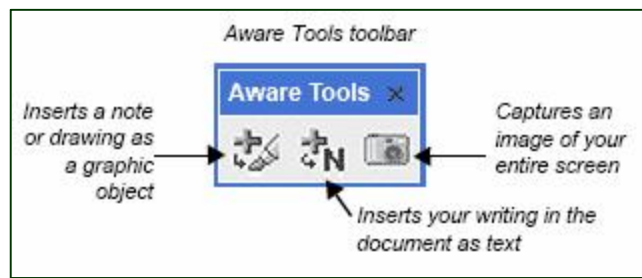 Aware Tools toolbar
Aware Tools
Inserts a note
or drawing as
a graphic
object
N
Captures an
image of your
entire screen
Inserts your writing in the
document as text